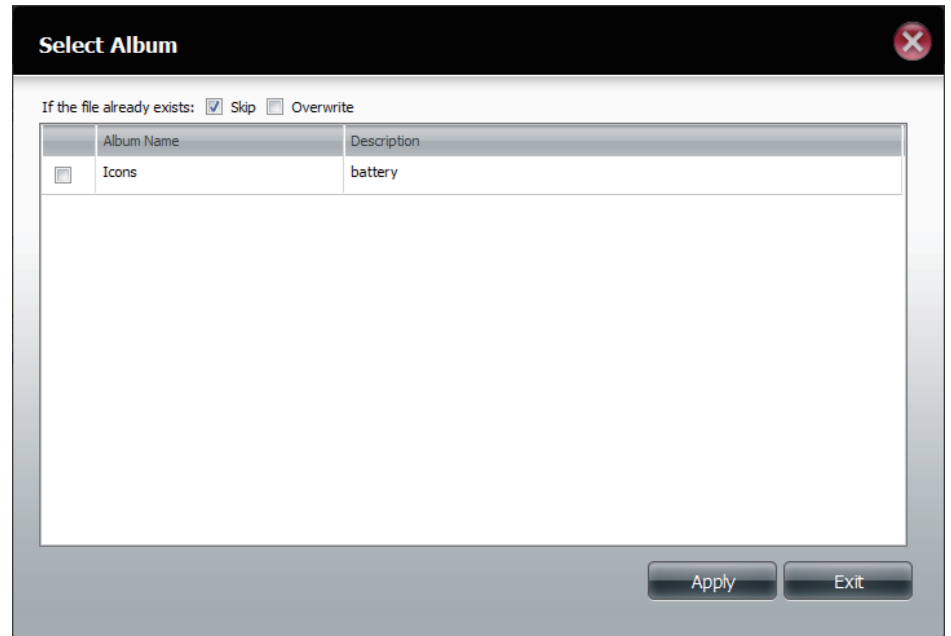 Select Album
If the file already exists: Skip Overwrite
Album Name Description
Icons battery
Apply Exit